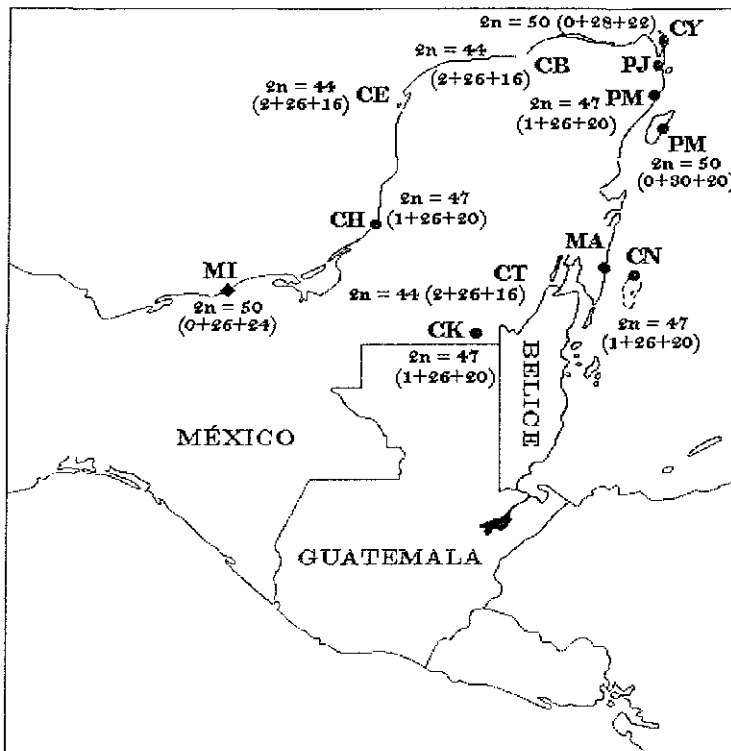 2n = 50 (0+28+22) CY
2n = 44
(2+26+16)
CB
PJ
2n = 44
(2+26+16)
CE
PM
2n = 47
(1+26+20)
PM
2n = 50
(0+30+20)
CH
2n = 47
(1+26+20)
MI
2n = 50
(0+26+24)
MA
CN
CT
2n = 44 (2+26+16)
2n = 47
(1+26+20)
CK
2n = 47
(1+26+20)
BELICE
MÉXICO
GUATEMALA